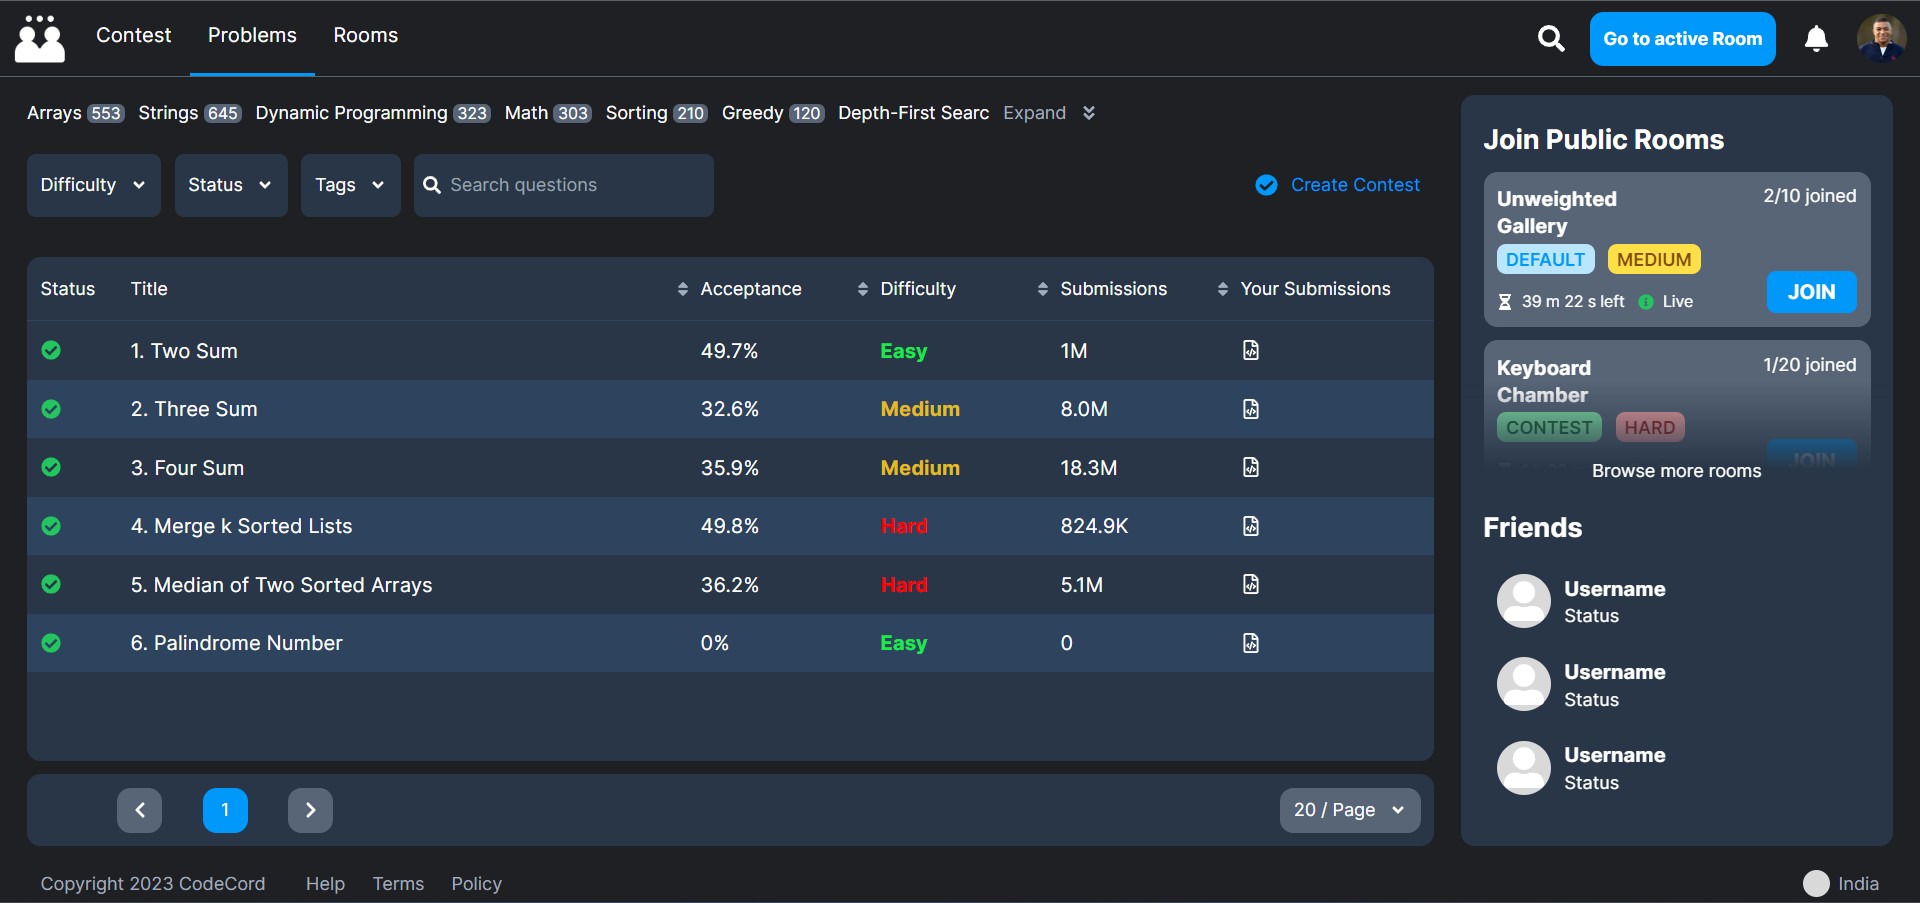 Contest Problems Rooms Go to active Room
Arrays 553 Strings 645 Dynamic Programming 323 Math 303 Sorting 210 Greedy 120 Depth-First Searc Expand
Difficulty Status Tags Search questions Create Contest
Status Title Acceptance Difficulty Submissions Your Submissions
1. Two Sum 49.7% Easy 1M
2. Three Sum 32.6% Medium 8.0M
3. Four Sum 35.9% Medium 18.3M
4. Merge k Sorted Lists 49.8% Hard 824.9K
5. Median of Two Sorted Arrays 36.2% Hard 5.1M
6. Palindrome Number 0% Easy 0
1 20 / Page
Join Public Rooms
Unweighted 2/10 joined
Gallery
DEFAULT MEDIUM
39 m 22 s left Live JOIN
Keyboard 1/20 joined
Chamber
CONTEST HARD
JOIN
Browse more rooms
Friends
Username
Status
Username
Status
Username
Status
Copyright 2023 CodeCord Help Terms Policy India